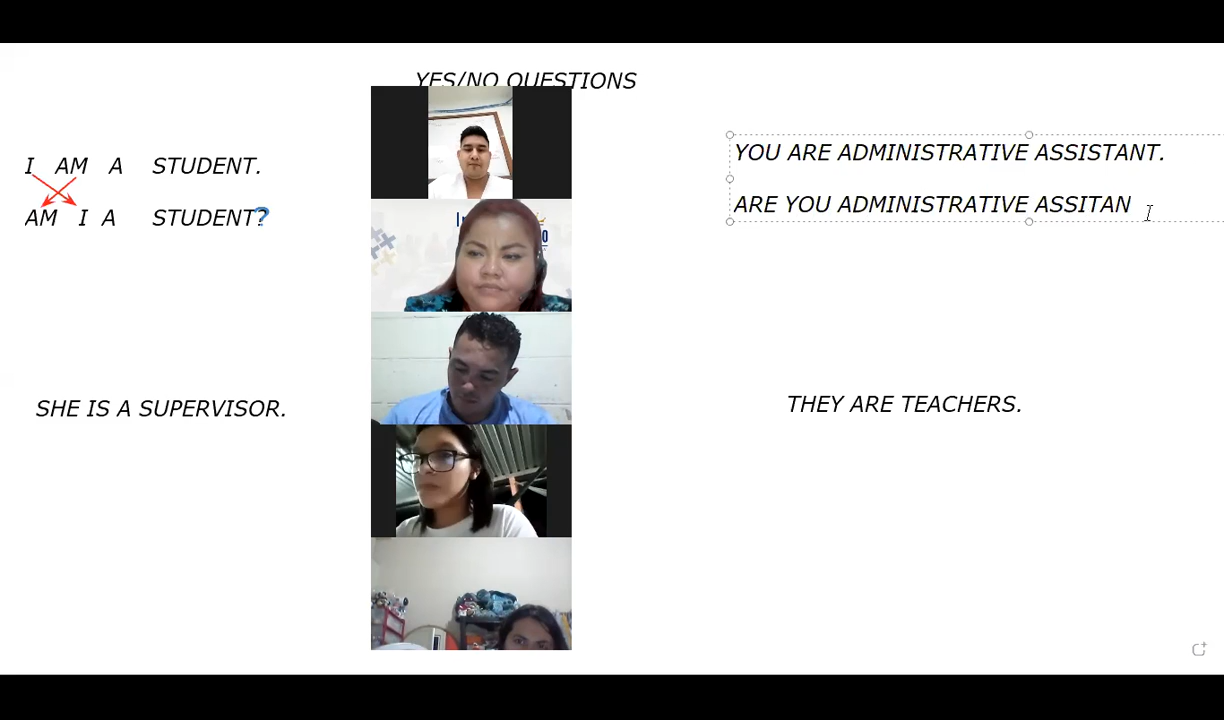 YES/NO QUESTIONS
I AM A STUDENT.
AM I A STUDENT?
YOU ARE ADMINISTRATIVE ASSISTANT.
ARE YOU ADMINISTRATIVE ASSITAN
SHE IS A SUPERVISOR.
THEY ARE TEACHERS.